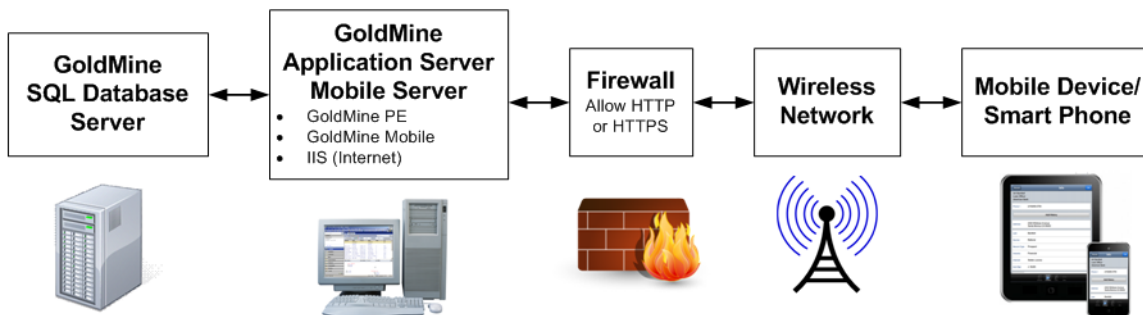 GoldMine
SQL Database
Server
GoldMine
Application Server
Mobile Server
• GoldMine PE
• GoldMine Mobile
• IIS (Internet)
Firewall
Allow HTTP
or HTTPS
Wireless
Network
Mobile Device/
Smart Phone